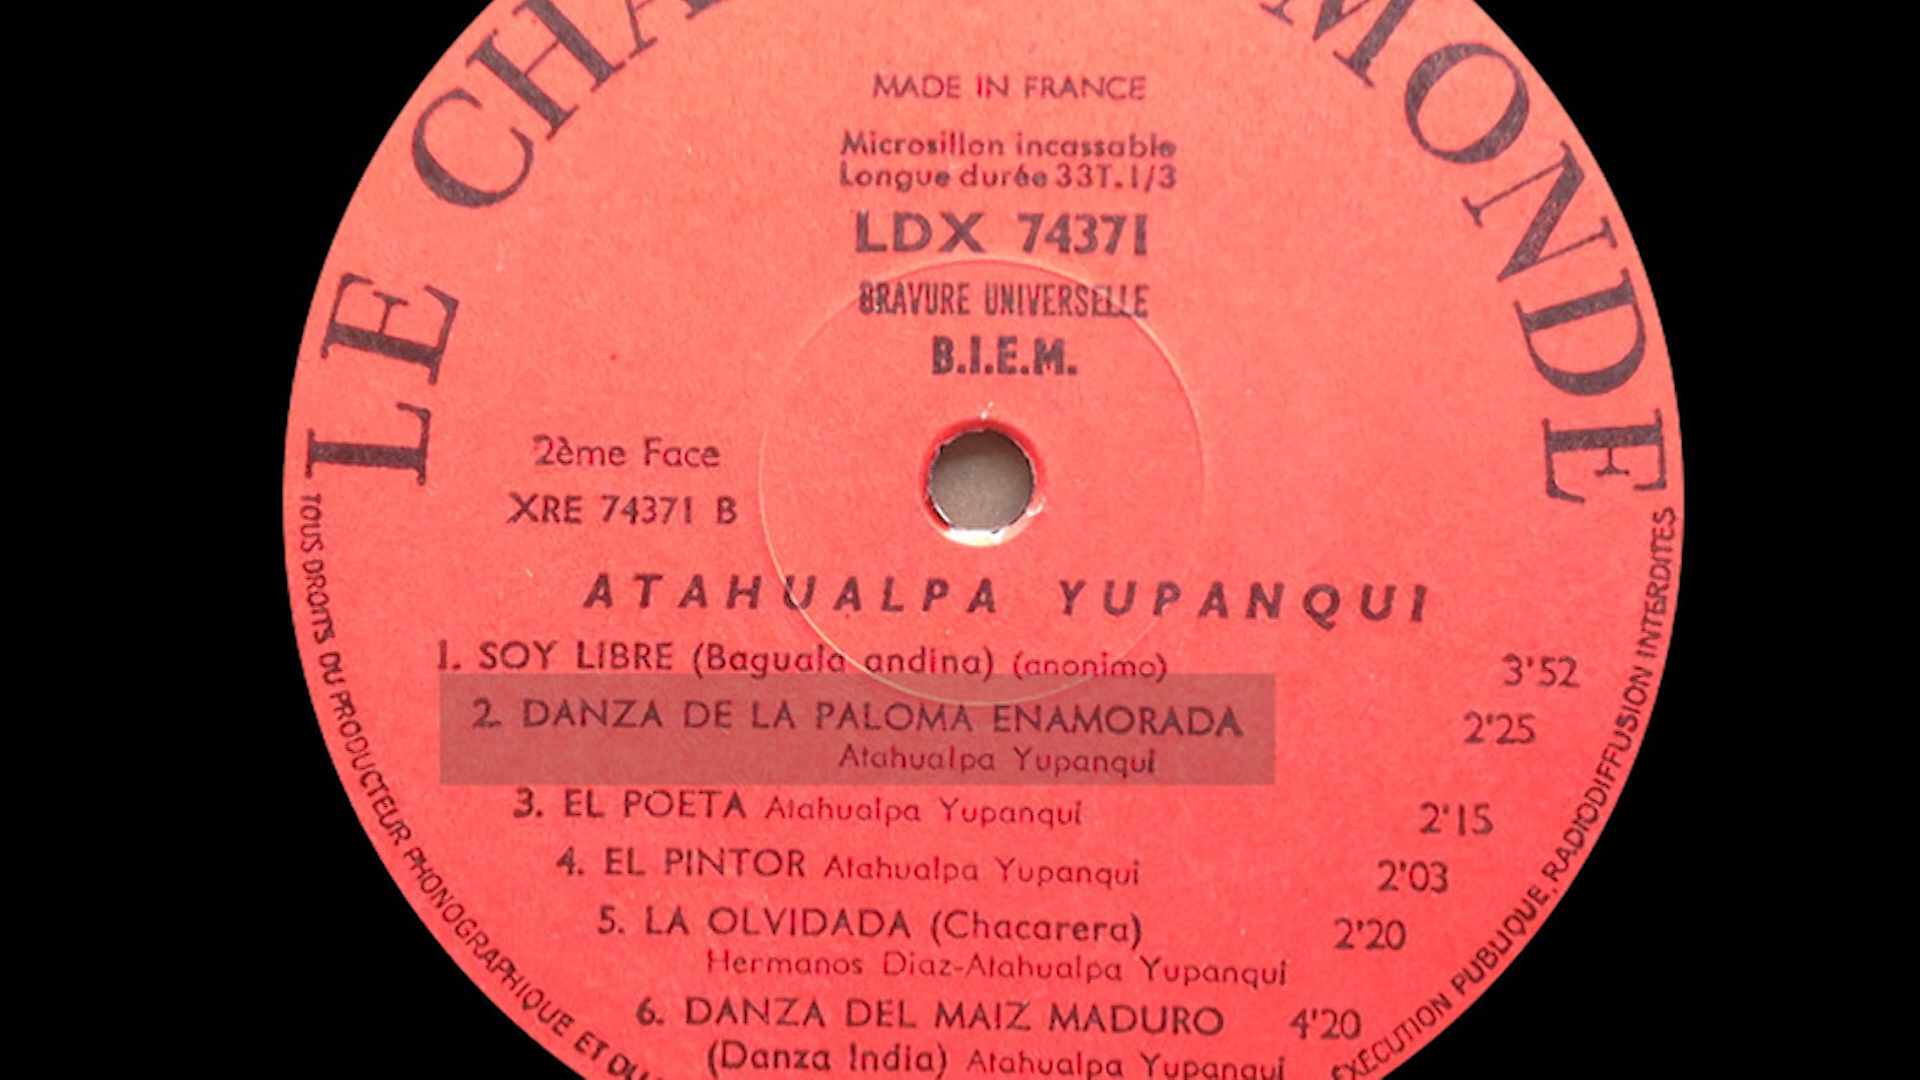 LE CHA MONDE
MADE IN FRANCE
Microsillon incassable
Longue durée 33T.1/3
LDX 74371
GRAVURE UNIVERSELLE
B.I.E.M.
2ème Face
XRE 74371 B
ATAHUALPA YUPANQUI
1. SOY LIBRE (Baguala andina) (anonimo) 3'52
2. DANZA DE LA PALOMA ENAMORADA 2'25
Atahualpa Yupanqui
3. EL POETA Atahualpa Yupanqui 2'15
4. EL PINTOR Atahualpa Yupanqui 2'03
5. LA OLVIDADA (Chacarera) 2'20
Hermanos Diaz-Atahualpa Yupanqui
6. DANZA DEL MAIZ MADURO 4'20
(Danza India) Atahualpa Yupanqui
TOUS DROITS DU PRODUCTEUR PHONOGRAPHIQUE ET DU
EXÉCUTION PUBLIQUE, RADIODIFFUSION INTERDITES